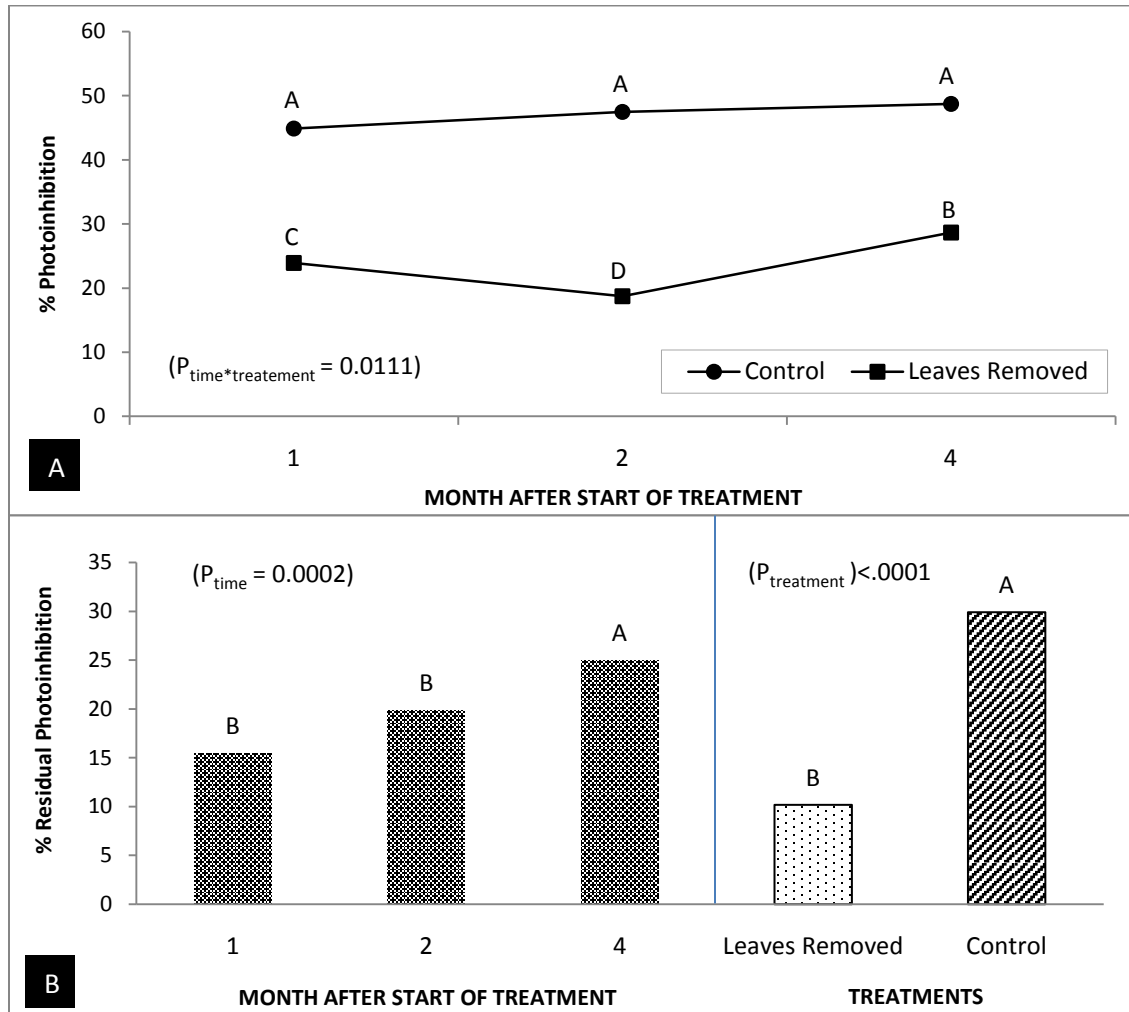 60
50
40
30
20
10
0
% Photoinhibition
A
A
A
C
D
B
(Ptime*treatement = 0.0111)
Control
Leaves Removed
1 2 4
A
MONTH AFTER START OF TREATMENT
35
30
25
20
15
10
5
0
% Residual Photoinhibition
(Ptime = 0.0002)
(Ptreatment )<.0001
B
B
A
B
A
1 2 4 Leaves Removed Control
B
MONTH AFTER START OF TREATMENT
TREATMENTS